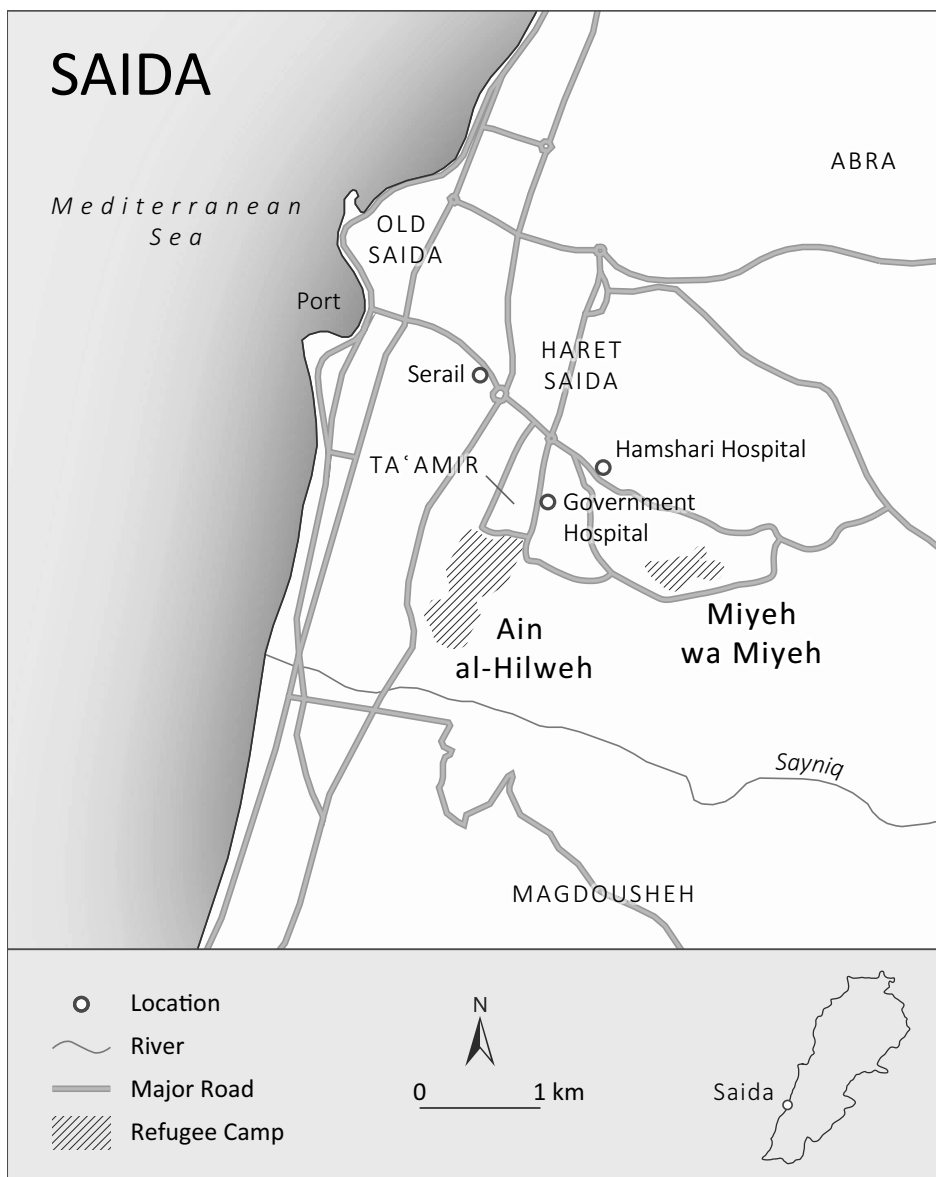 SAIDA
ABRA
Mediterranean
Sea
OLD
SAIDA
Port
HARET
SAIDA
Serail
Hamshari Hospital
TAʿAMIR
Government
Hospital
Ain
al-Hilweh
Miyeh
wa Miyeh
Sayniq
MAGDOUSHEH
Location
River
Major Road
Refugee Camp
N
0 1 km
Saida